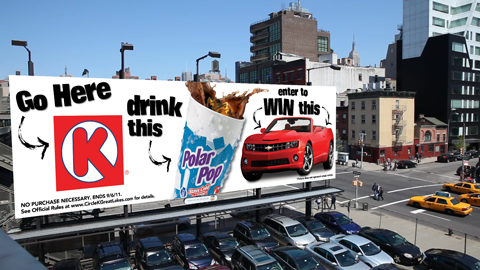 Go Here
drink
this
enter to
WIN this
K
Polar
Pop
NO PURCHASE NECESSARY. ENDS 9/6/11.
See Official Rules at www.CircleKGreatLakes.com for details.